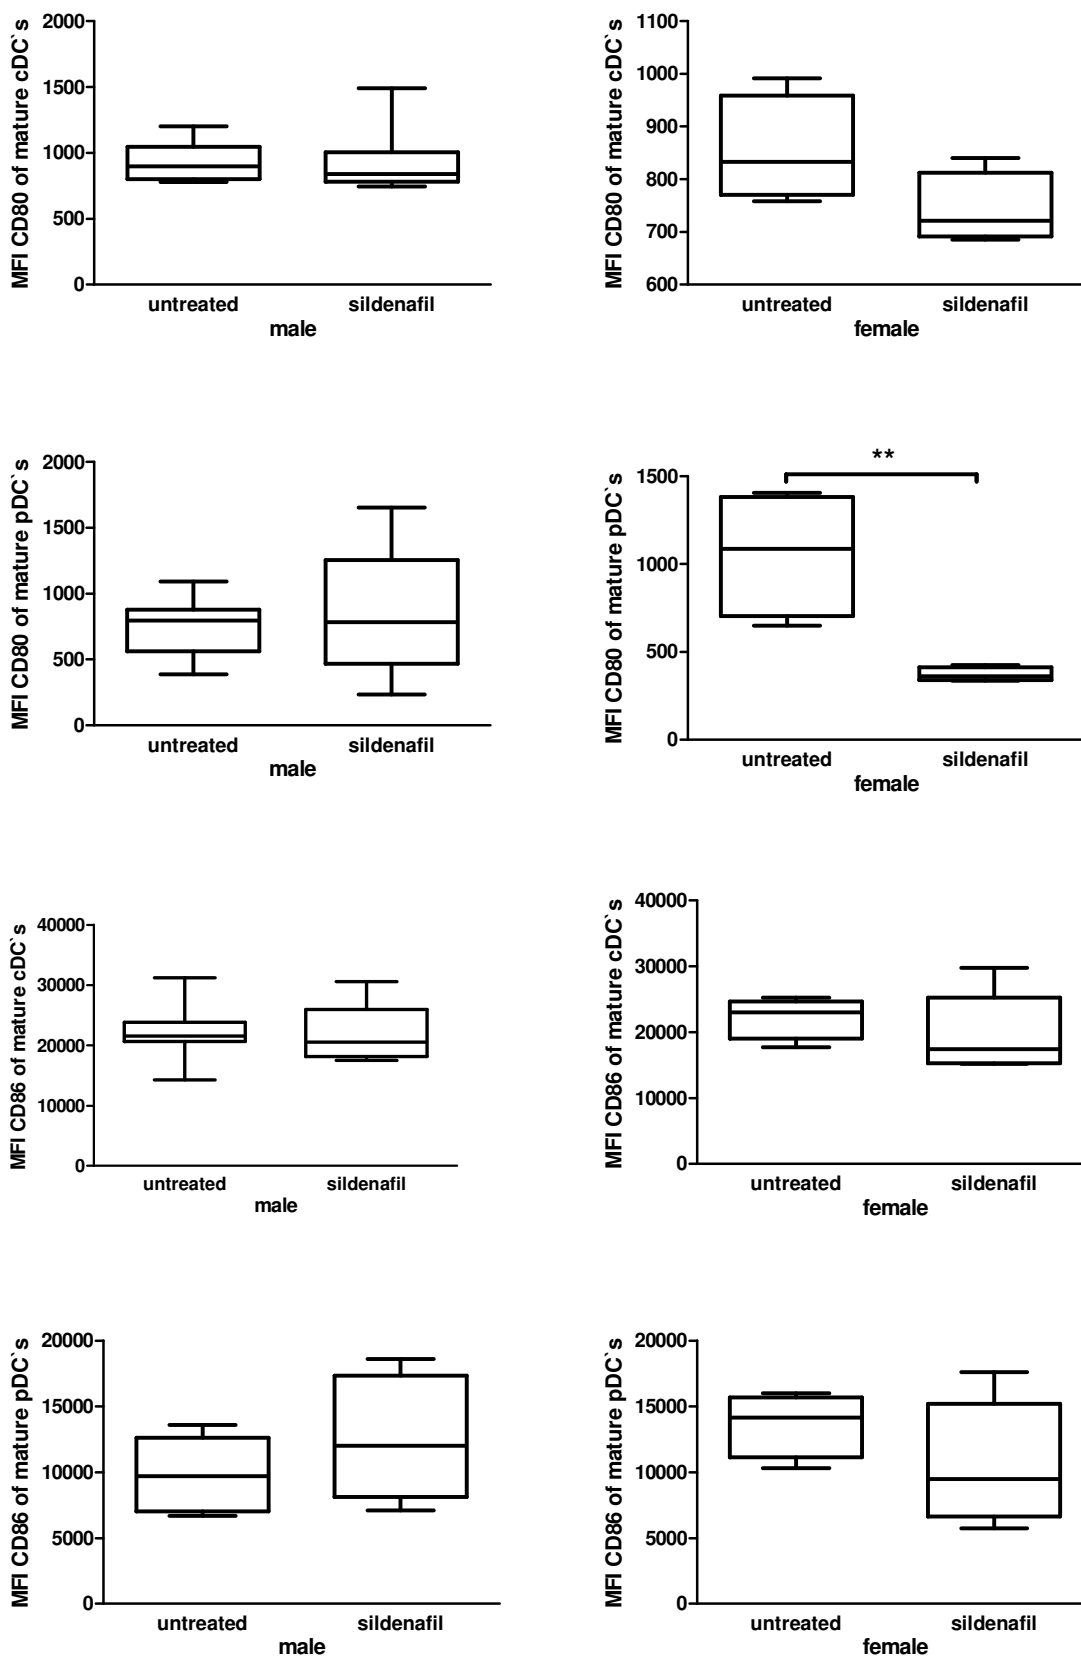 MFI CD80 of mature cDC`s
2000
1500
1000
500
0
untreated sildenafil
male
MFI CD80 of mature cDC`s
1100
1000
900
800
700
600
untreated sildenafil
female
MFI CD80 of mature pDC`s
2000
1500
1000
500
0
untreated sildenafil
male
MFI CD80 of mature pDC`s
**
1500
1000
500
0
untreated sildenafil
female
MFI CD86 of mature cDC`s
40000
30000
20000
10000
0
untreated sildenafil
male
MFI CD86 of mature cDC`s
40000
30000
20000
10000
0
untreated sildenafil
female
MFI CD86 of mature pDC`s
20000
15000
10000
5000
0
untreated sildenafil
male
MFI CD86 of mature pDC`s
20000
15000
10000
5000
0
untreated sildenafil
female